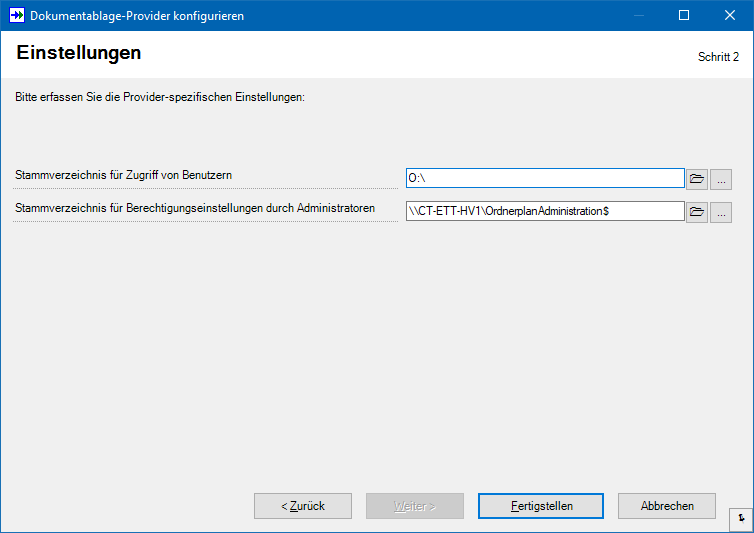 Dokumentablage-Provider konfigurieren
Einstellungen
Schritt 2
Bitte erfassen Sie die Provider-spezifischen Einstellungen:
Stammverzeichnis für Zugriff von Benutzern
O:\
...
Stammverzeichnis für Berechtigungseinstellungen durch Administratoren
\\CT-ETT-HV1\OrdnerplanAdministration$
...
< Zurück
Weiter >
Fertigstellen
Abbrechen